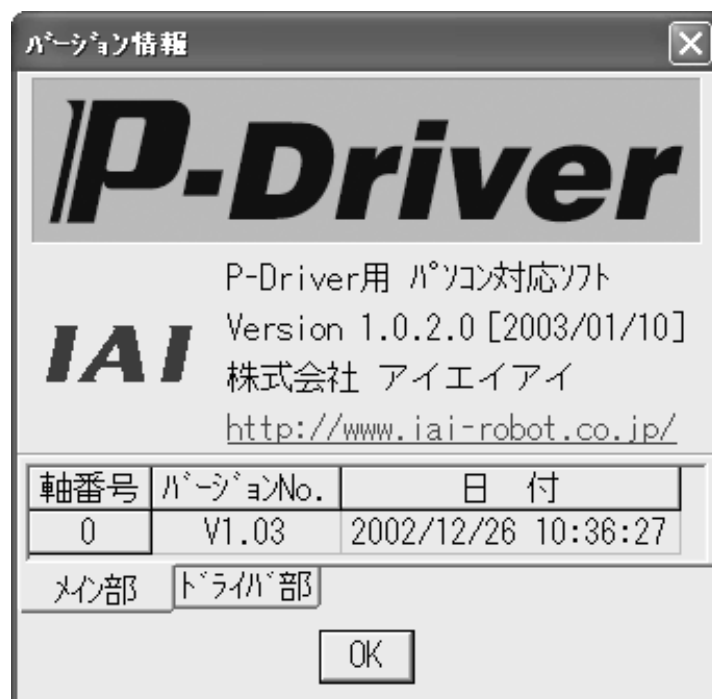 ﾊﾞｰｼﾞｮﾝ情報
P-Driver
P-Driver用 ﾊﾟｿｺﾝ対応ｿﾌﾄ
IAI
Version 1.0.2.0 [2003/01/10]
株式会社 アイエイアイ
http://www.iai-robot.co.jp/
軸番号 ﾊﾞｰｼﾞｮﾝNo. 日 付
0 V1.03 2002/12/26 10:36:27
ﾒｲﾝ部 ﾄﾞﾗｲﾊﾞ部
OK